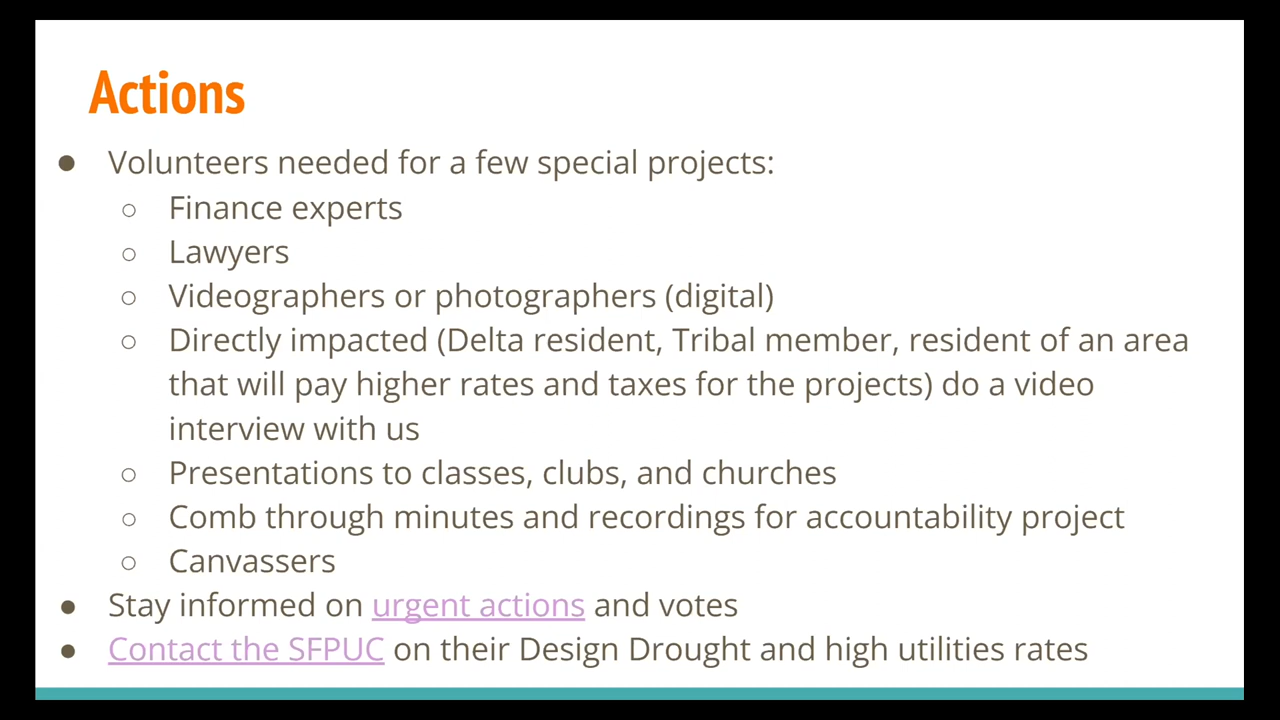 Actions
● Volunteers needed for a few special projects:
○ Finance experts
○ Lawyers
○ Videographers or photographers (digital)
○ Directly impacted (Delta resident, Tribal member, resident of an area
that will pay higher rates and taxes for the projects) do a video
interview with us
○ Presentations to classes, clubs, and churches
○ Comb through minutes and recordings for accountability project
○ Canvassers
● Stay informed on urgent actions and votes
● Contact the SFPUC on their Design Drought and high utilities rates